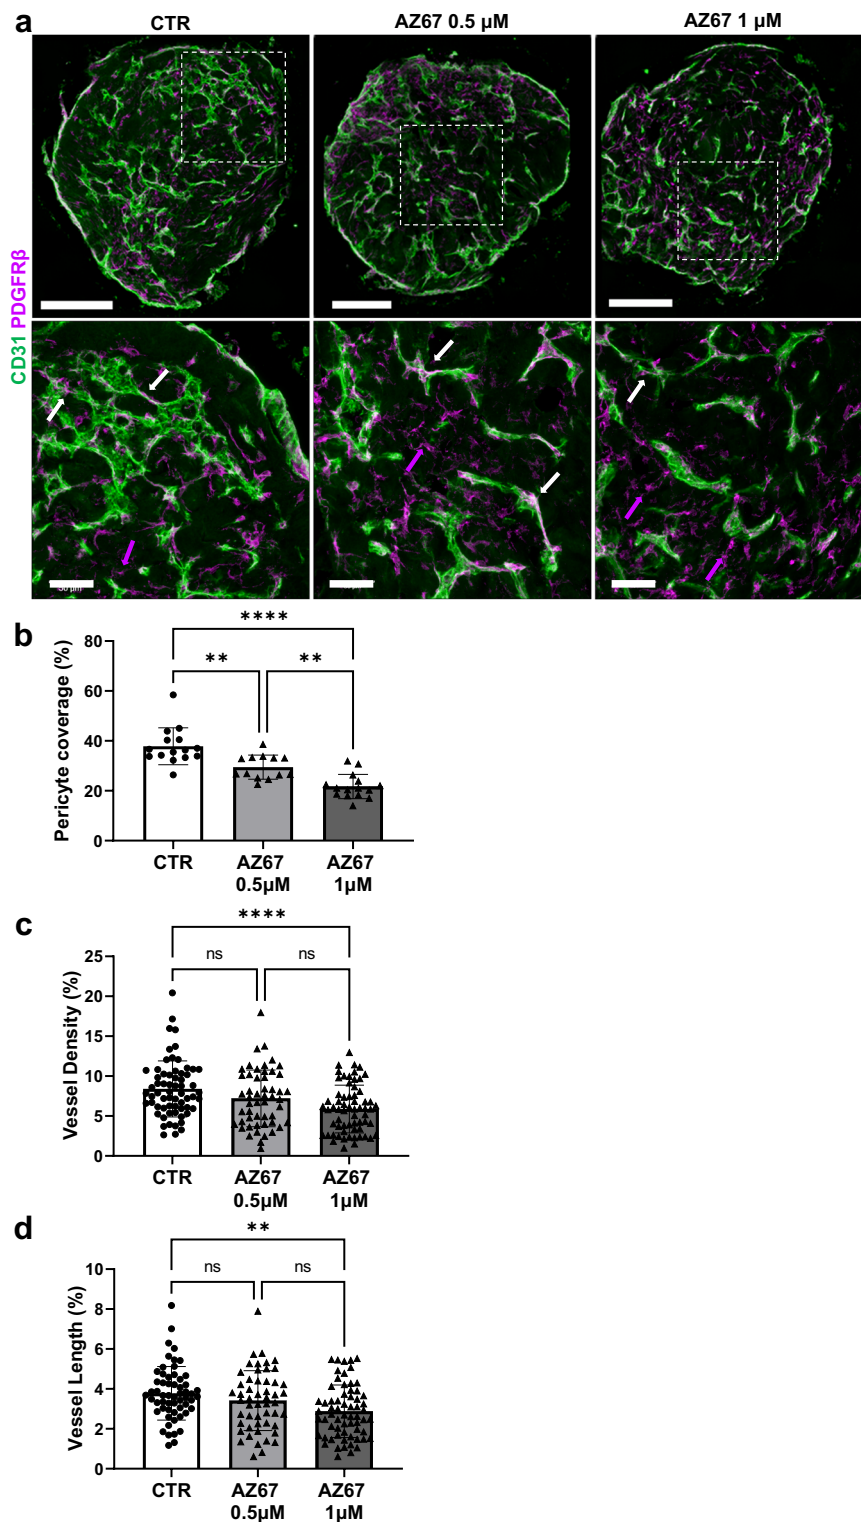 a
CTR
AZ67 0.5 µM
AZ67 1 µM
CD31 PDGFRβ
b
****
**
**
Pericyte coverage (%)
80
60
40
20
0
CTR
AZ67
0.5µM
AZ67
1µM
c
****
ns
ns
Vessel Density (%)
25
20
15
10
5
0
CTR
AZ67
0.5µM
AZ67
1µM
d
**
ns
ns
Vessel Length (%)
10
8
6
4
2
0
CTR
AZ67
0.5µM
AZ67
1µM